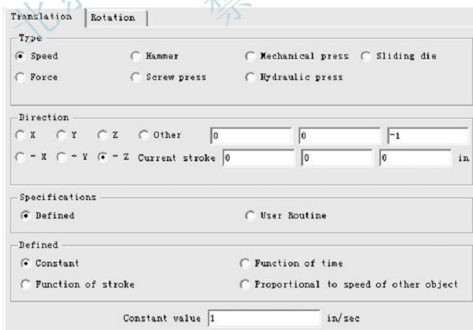 Translation Rotation
Type
Speed Hammer Mechanical press Sliding die
Force Screw press Hydraulic press
Direction
X Y Z Other 0 0 -1
- X - Y - Z Current stroke 0 0 0 in
Specifications
Defined User Routine
Defined
Constant Function of time
Function of stroke Proportional to speed of other object
Constant value 1 in/sec